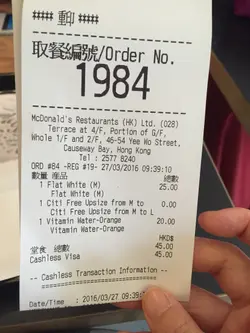 ### 重印 ###
取餐編號/Order No.
1984
McDonald's Restaurants (HK) Ltd. (028)
Terrace at 4/F, Portion of G/F,
Whole 1/F and 2/F, 46-54 Yee Wo Street,
Causeway Bay, Hong Kong
Tel : 2577 8240
ORD #84 -REG #19- 27/03/2016 09:39:10
數量 產品 總數
1 Flat White (M) 25.00
Flat White (M)
Citi Free Upsize from M to 0.00
Citi Free Upsize from M to L
1 Vitamin Water-Orange 20.00
Vitamin Water-Orange
HKD$
堂食 總數 45.00
Cashless Visa 45.00
-- Cashless Transaction Information --
Date/Time : 2016/03/27 09:39